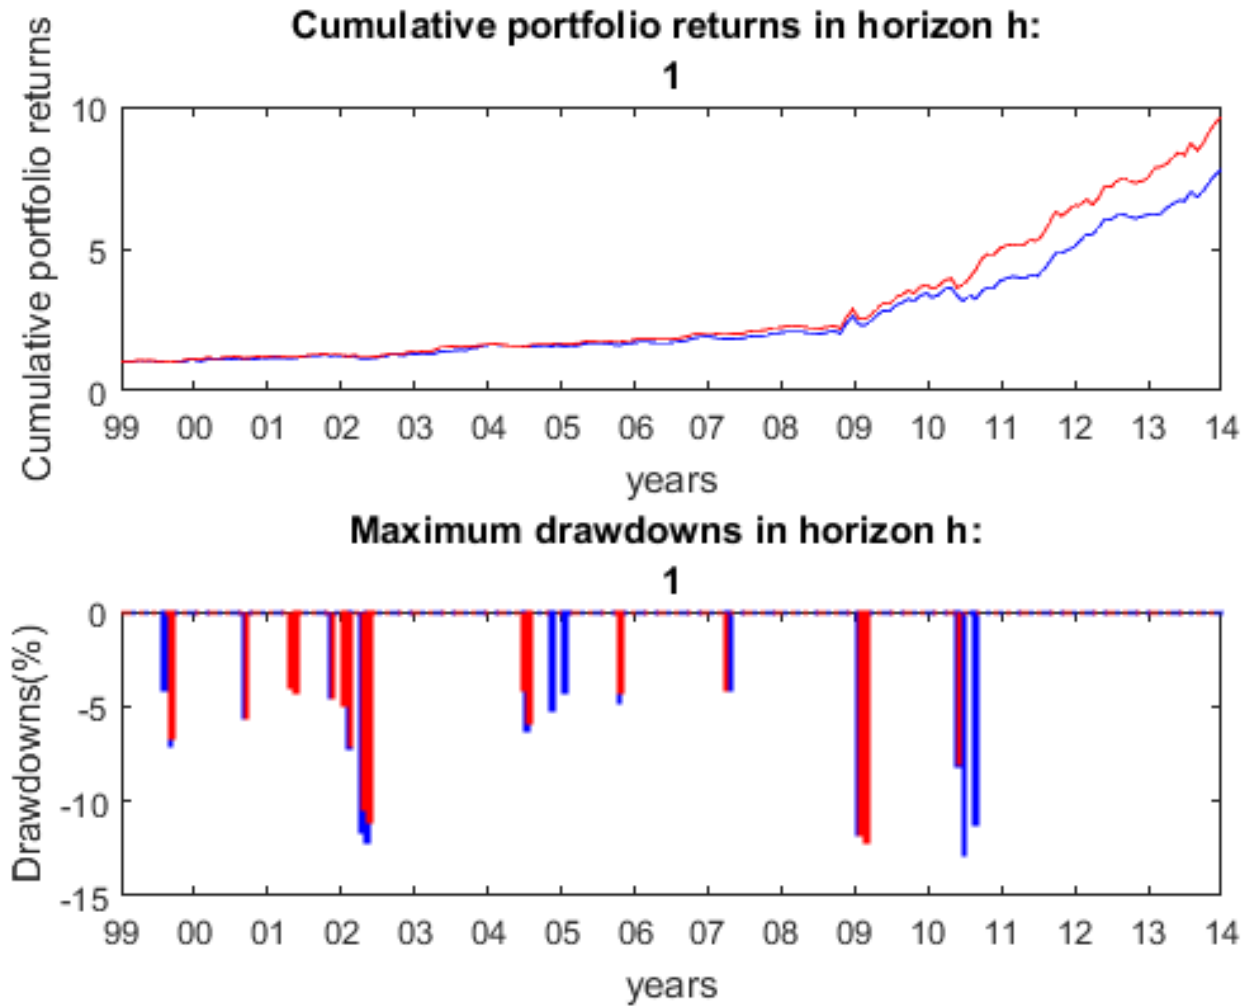 Cumulative portfolio returns in horizon h:
1
Cumulative portfolio returns
10
5
0
99 00 01 02 03 04 05 06 07 08 09 10 11 12 13 14
years
Maximum drawdowns in horizon h:
1
Drawdowns(%)
0
-5
-10
-15
99 00 01 02 03 04 05 06 07 08 09 10 11 12 13 14
years